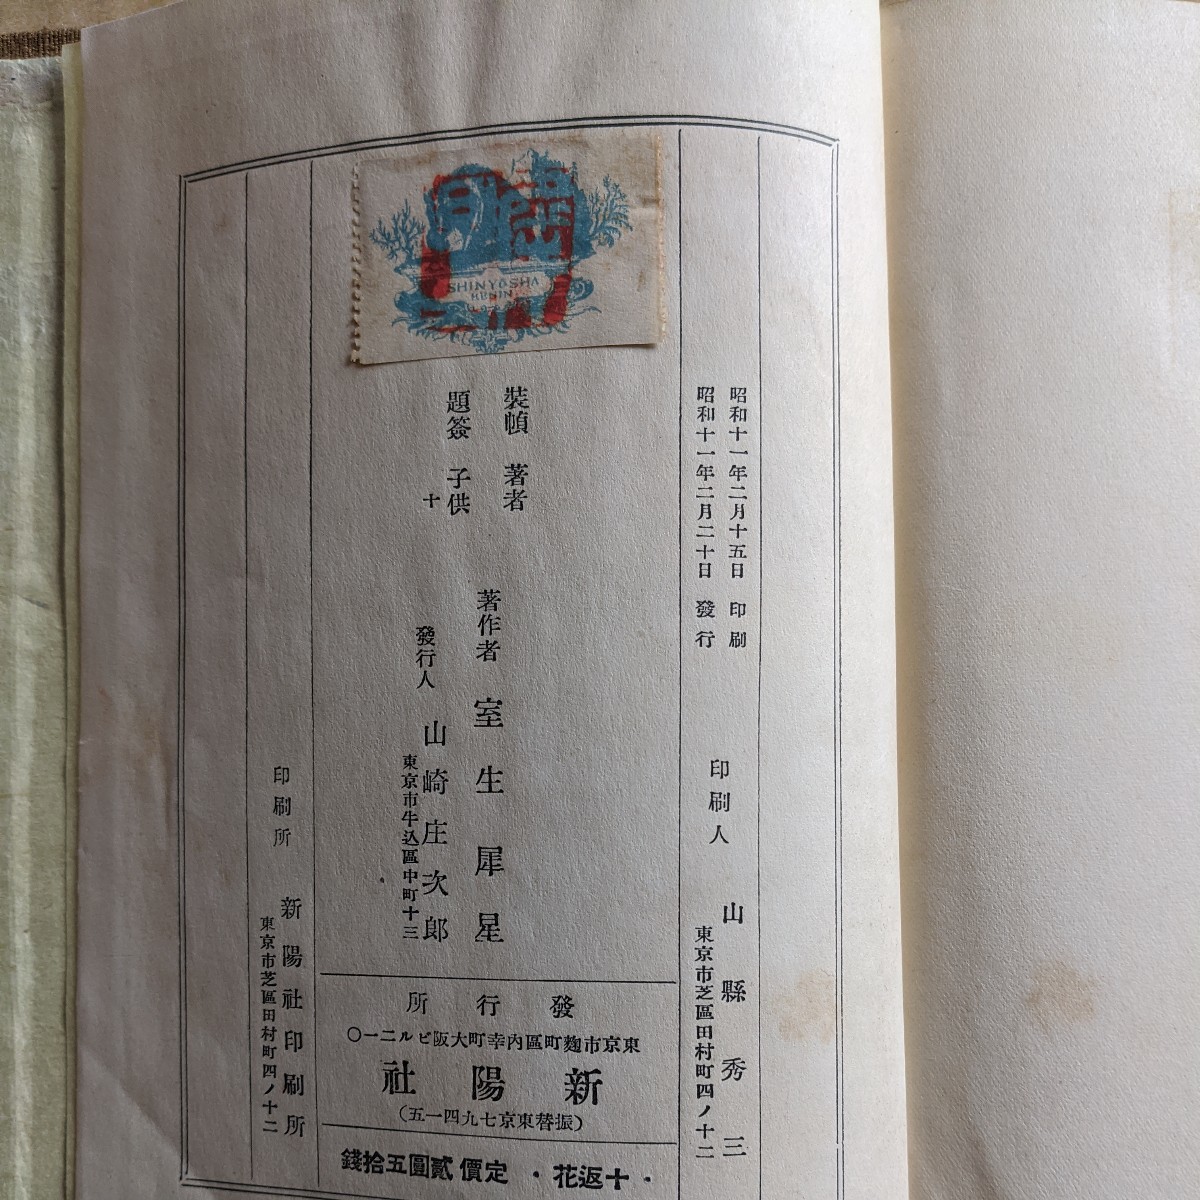 昭和十一年二月十五日 印刷
昭和十一年二月二十日 發行
印刷人 山縣秀三
東京市芝區田村町四ノ十二
SHINYOSHA
裝幀 著者
題簽 子供
十
著作者 室生犀星
發行人 山崎庄次郎
東京市牛込區中町十三
發行所
東京市麴町區內幸町大阪ビル二一〇
新陽社
(振替東京七九四一五)
・十返花・ 定價貳圓五拾錢
印刷所 新陽社印刷所
東京市芝區田村町四ノ十二